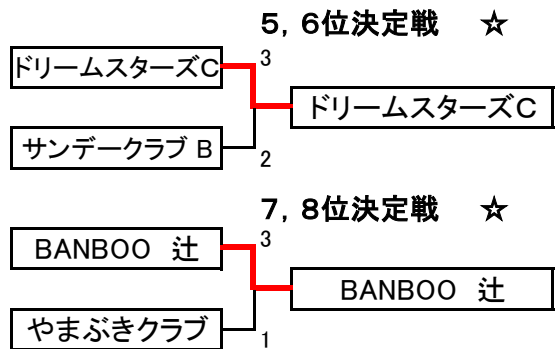 5，6位決定戦　☆
ドリームスターズC
3
ドリームスターズC
サンデークラブ B
2
7，8位決定戦　☆
BANBOO　辻
3
BANBOO　辻
やまぶきクラブ
1